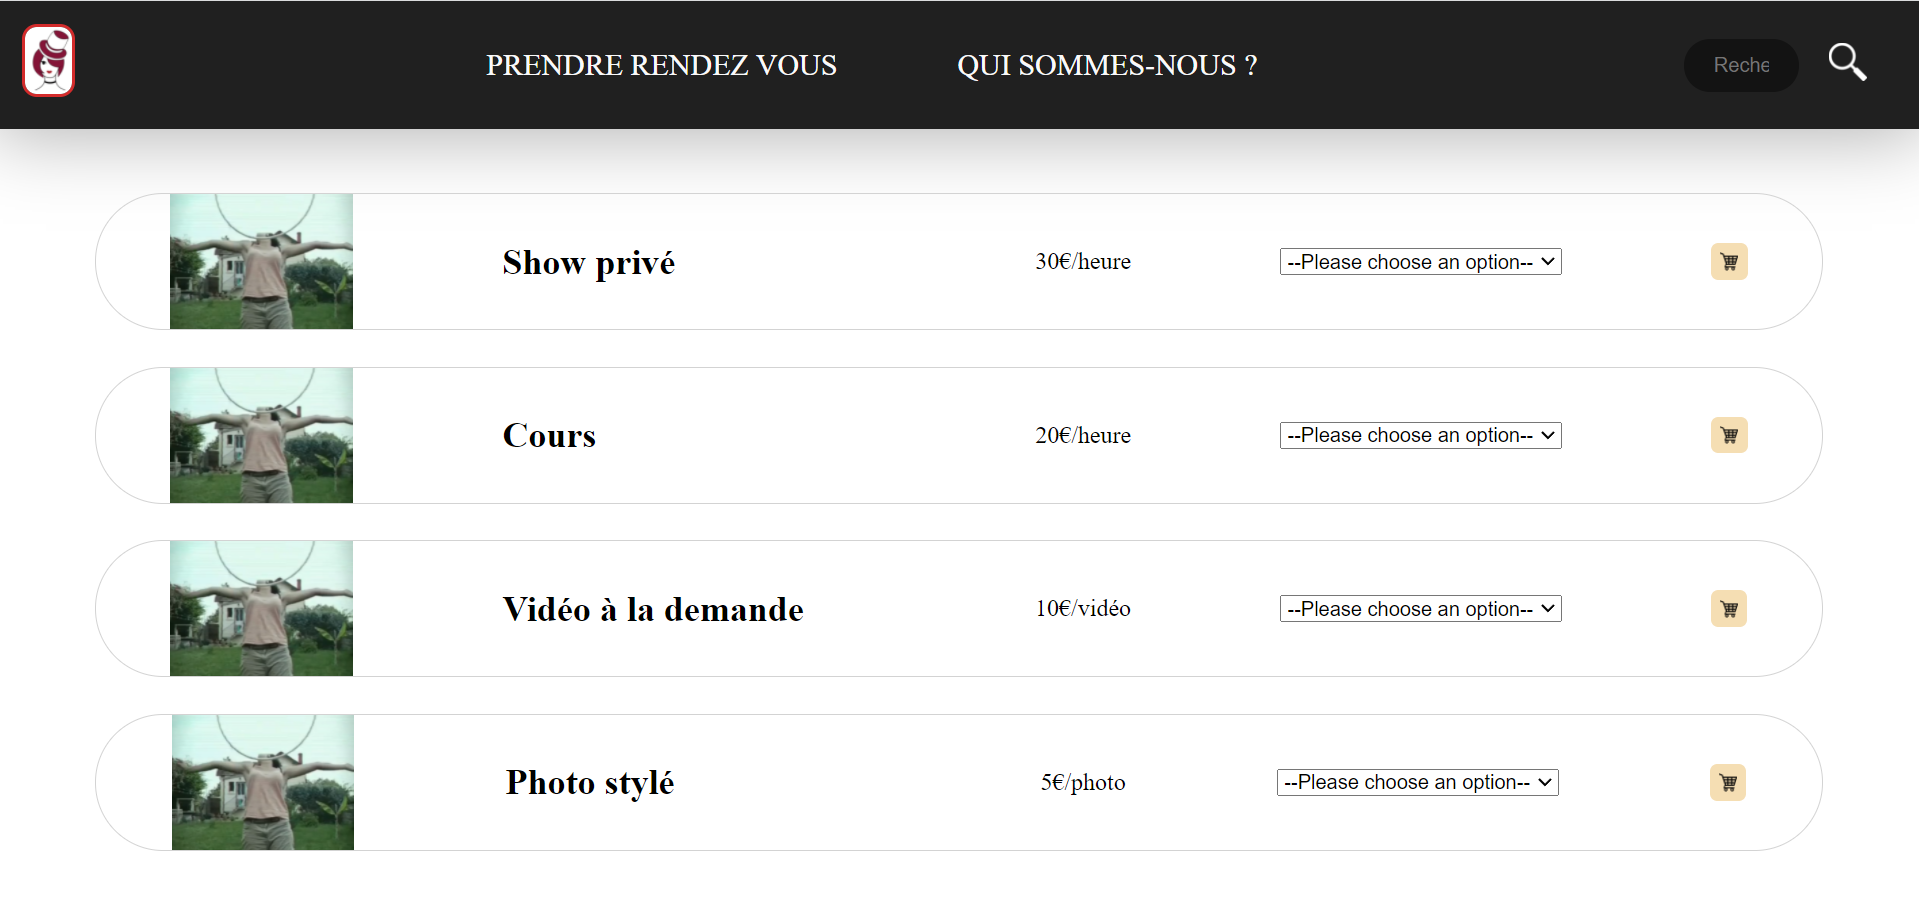 PRENDRE RENDEZ VOUS
QUI SOMMES-NOUS ?
Reche
Show privé
30€/heure
--Please choose an option--
Cours
20€/heure
--Please choose an option--
Vidéo à la demande
10€/vidéo
--Please choose an option--
Photo stylé
5€/photo
--Please choose an option--